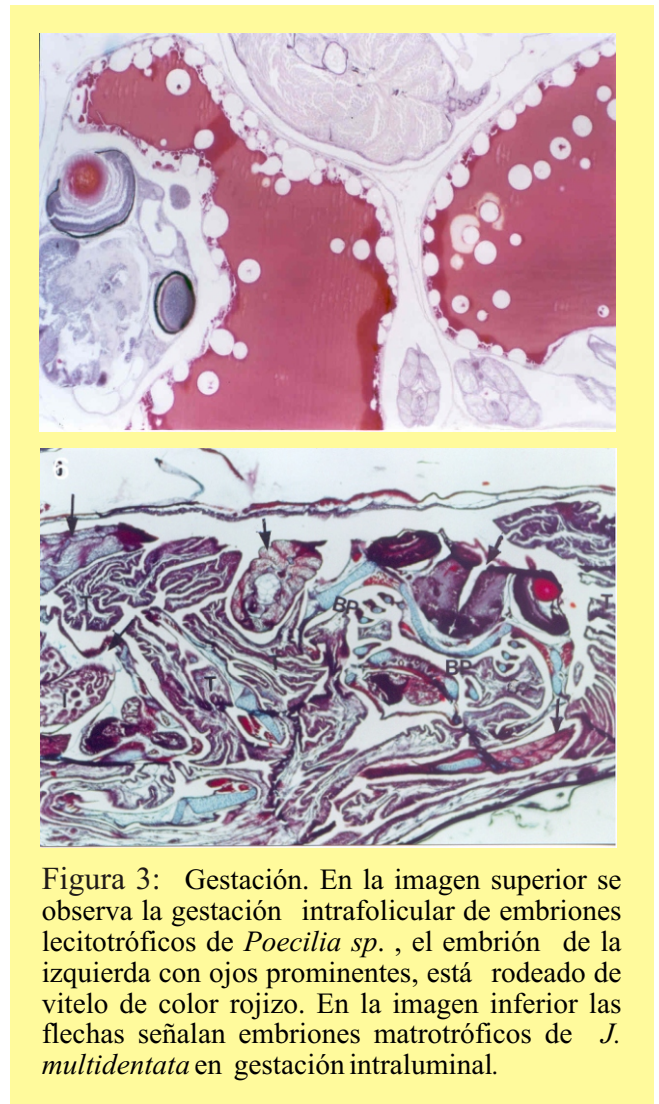 6
T
BP
T
T
T
BP
T
T
Figura 3: Gestación. En la imagen superior se
observa la gestación intrafolicular de embriones
lecitotróficos de Poecilia sp. , el embrión de la
izquierda con ojos prominentes, está rodeado de
vitelo de color rojizo. En la imagen inferior las
flechas señalan embriones matrotróficos de J.
multidentata en gestación intraluminal.